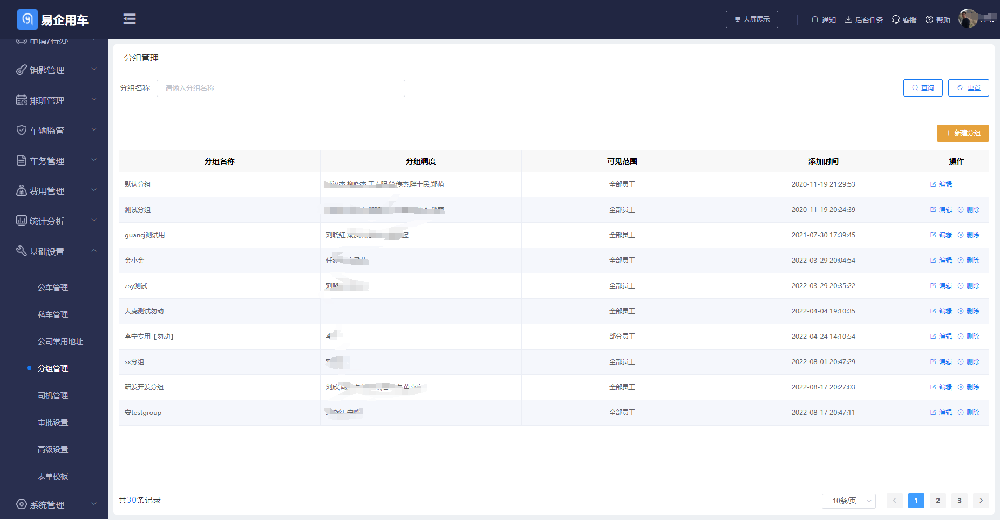 易企用车
大屏展示
通知
后台任务
客服
帮助
申请/待办
钥匙管理
排班管理
车辆监管
车务管理
费用管理
统计分析
基础设置
公车管理
私车管理
公司常用地址
分组管理
司机管理
审批设置
高级设置
表单模板
系统管理
分组管理
分组名称 请输入分组名称 查询 重置
新建分组
分组名称 分组调度 可见范围 添加时间 操作
默认分组 郑萌 全部员工 2020-11-19 21:29:53 编辑
测试分组 全部员工 2020-11-19 20:24:39 编辑 删除
guancj测试用 刘晓红, 宝 全部员工 2021-07-30 17:39:45 编辑 删除
金小金 任 全部员工 2022-03-29 20:04:54 编辑 删除
zsy测试 刘晓 全部员工 2022-03-29 20:35:22 编辑 删除
大虎测试勿动 全部员工 2022-04-04 19:10:35 编辑 删除
李宁专用【勿动】 李 部分员工 2022-04-24 14:10:54 编辑 删除
sx分组 全部员工 2022-08-01 20:47:29 编辑 删除
研发开发分组 刘欣, 全部员工 2022-08-17 20:27:03 编辑 删除
安testgroup 全部员工 2022-08-17 20:47:11 编辑 删除
共30条记录
10条/页
1 2 3